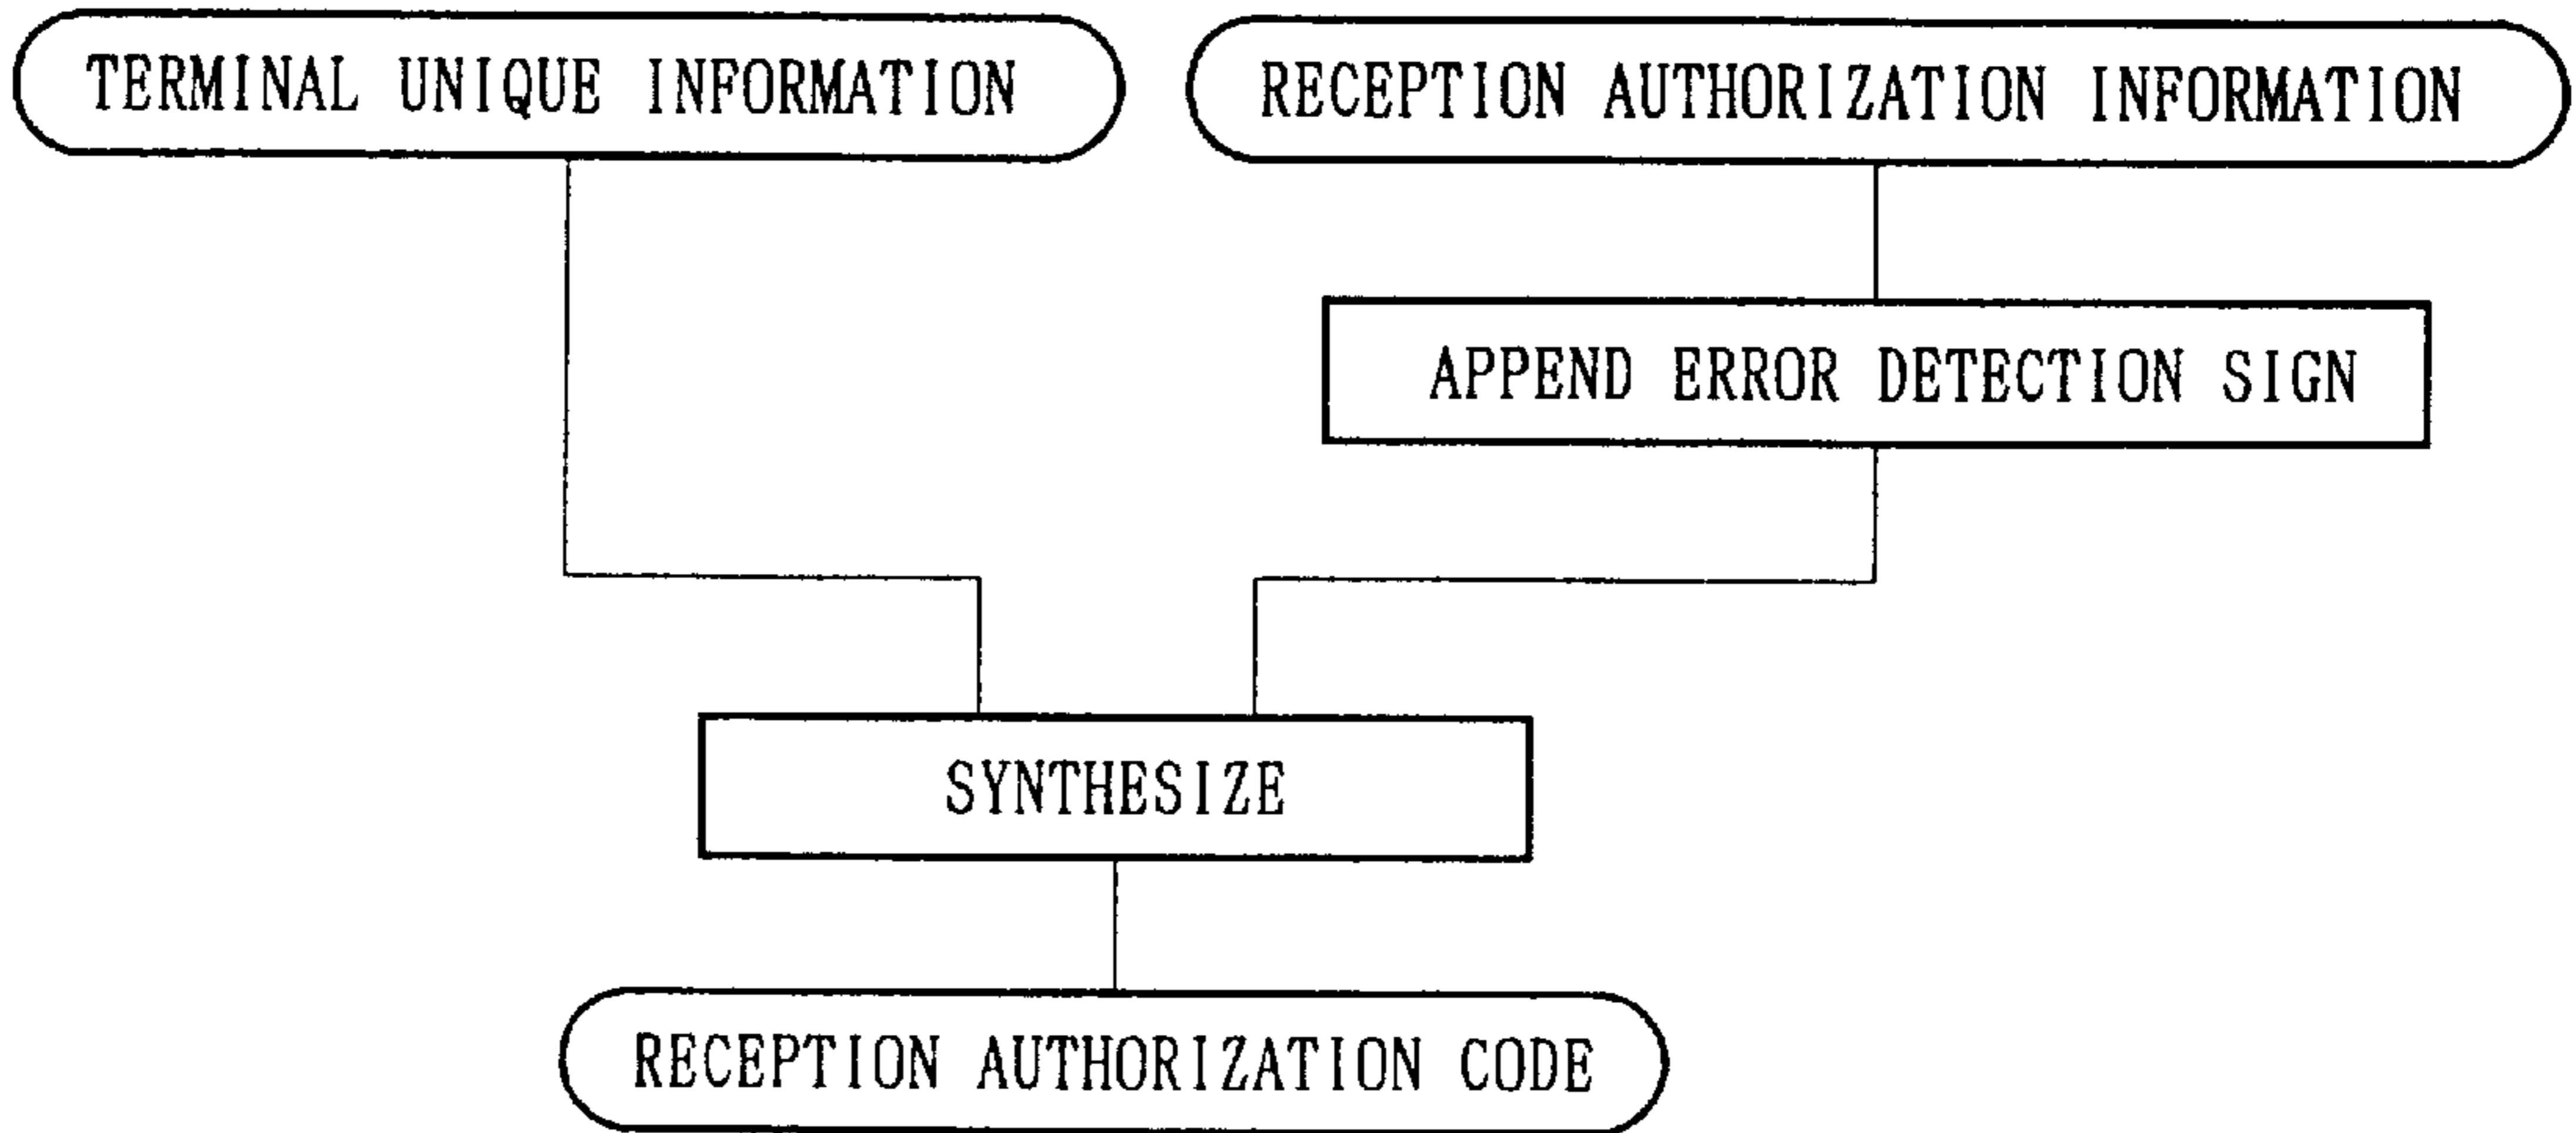 TERMINAL UNIQUE INFORMATION
RECEPTION AUTHORIZATION INFORMATION
APPEND ERROR DETECTION SIGN
SYNTHESIZE
RECEPTION AUTHORIZATION CODE